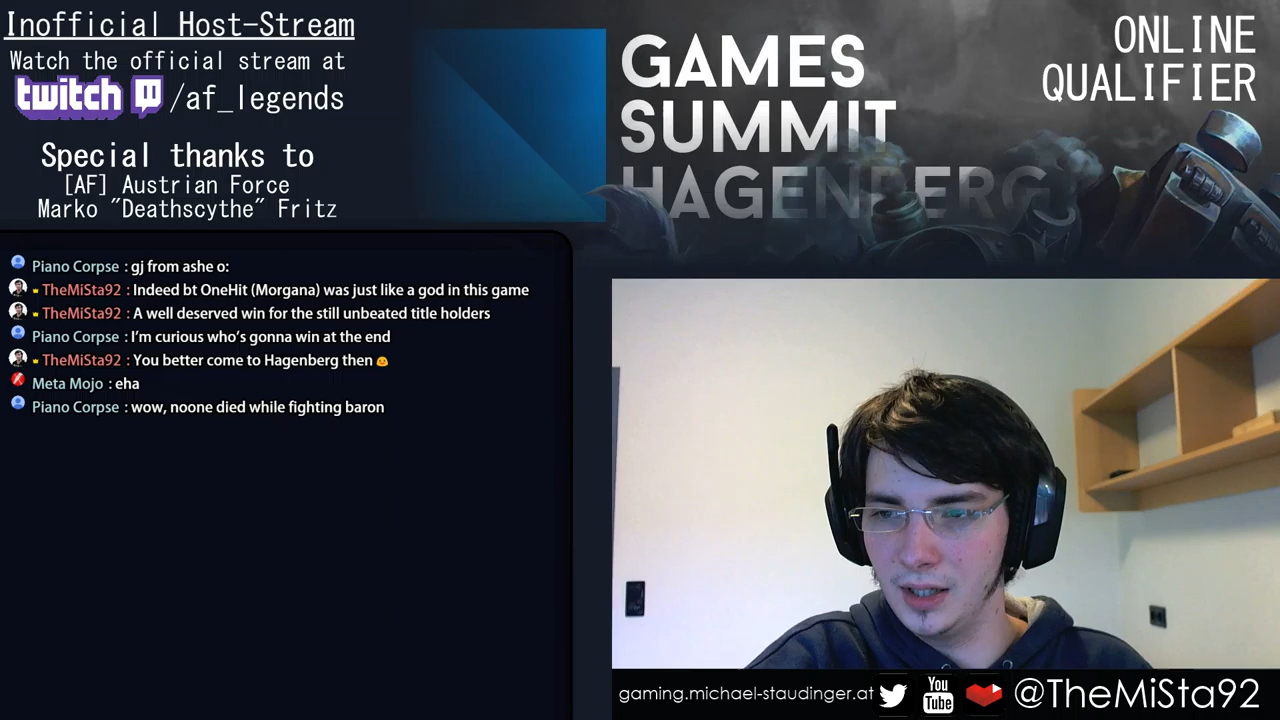 Inofficial Host-Stream
Watch the official stream at
twitch /af_legends
Special thanks to
[AF] Austrian Force
Marko "Deathscythe" Fritz
GAMES
SUMMIT
HAGENBERG
ONLINE
QUALIFIER
Piano Corpse : gj from ashe o:
TheMiSta92 : Indeed bt OneHit (Morgana) was just like a god in this game
TheMiSta92 : A well deserved win for the still unbeated title holders
Piano Corpse : I'm curious who's gonna win at the end
TheMiSta92 : You better come to Hagenberg then
Meta Mojo : eha
Piano Corpse : wow, noone died while fighting baron
gaming.michael-staudinger.at You Tube @TheMiSta92